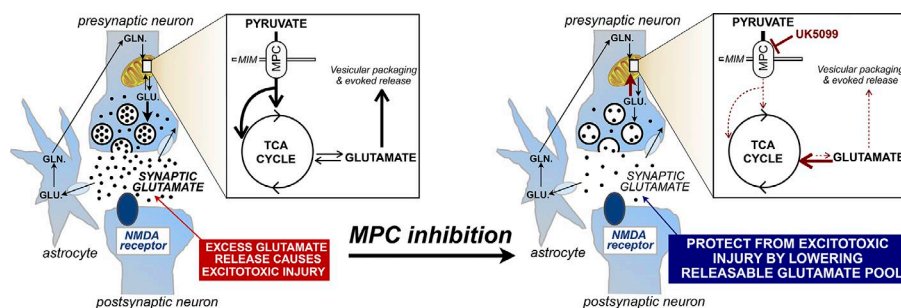 presynaptic neuron
GLN.
GLU.
GLN.
GLU.
SYNAPTIC
GLUTAMATE
NMDA
receptor
astrocyte
postsynaptic neuron
PYRUVATE
MIM
MPC
Vesicular packaging
& evoked release
TCA
CYCLE
GLUTAMATE
EXCESS GLUTAMATE
RELEASE CAUSES
EXCITOTOXIC INJURY
MPC inhibition
presynaptic neuron
GLN.
GLU.
GLN.
GLU.
SYNAPTIC
GLUTAMATE
NMDA
receptor
astrocyte
postsynaptic neuron
PYRUVATE
UK5099
MIM
MPC
Vesicular packaging
& evoked release
TCA
CYCLE
GLUTAMATE
PROTECT FROM EXCITOTOXIC
INJURY BY LOWERING
RELEASABLE GLUTAMATE POOL